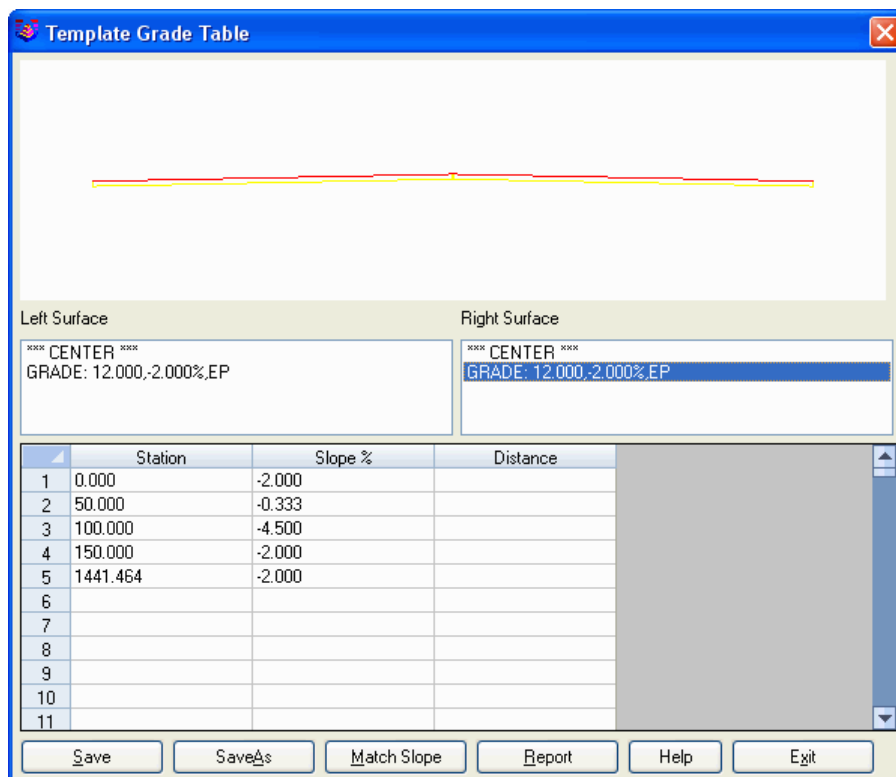 Template Grade Table
Left Surface Right Surface
*** CENTER *** *** CENTER ***
GRADE: 12.000,-2.000%,EP GRADE: 12.000,-2.000%,EP
Station Slope % Distance
1 0.000 -2.000
2 50.000 -0.333
3 100.000 -4.500
4 150.000 -2.000
5 1441.464 -2.000
6
7
8
9
10
11
Save SaveAs Match Slope Report Help Exit